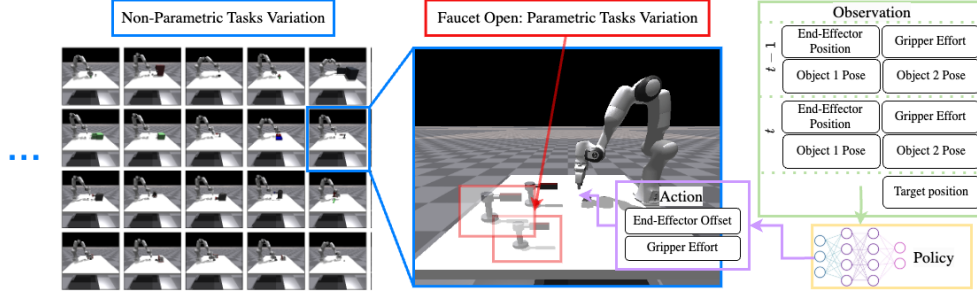 Non-Parametric Tasks Variation
Faucet Open: Parametric Tasks Variation
...
Action
End-Effector Offset
Gripper Effort
Observation
t − 1
End-Effector
Position
Gripper Effort
Object 1 Pose
Object 2 Pose
t
End-Effector
Position
Gripper Effort
Object 1 Pose
Object 2 Pose
Target position
Policy